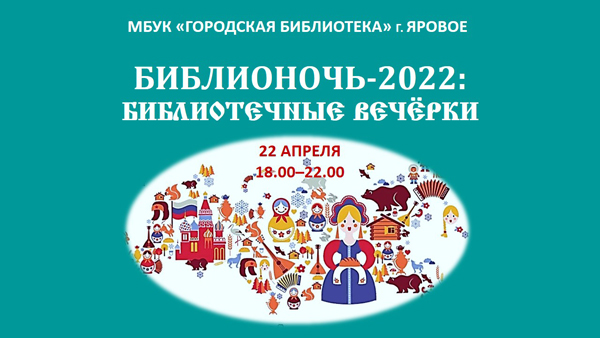 МБУК «ГОРОДСКАЯ БИБЛИОТЕКА» г. ЯРОВОЕ
БИБЛИОНОЧЬ-2022:
БИБЛИОТЕЧНЫЕ ВЕЧЁРКИ
22 АПРЕЛЯ
18.00–22.00